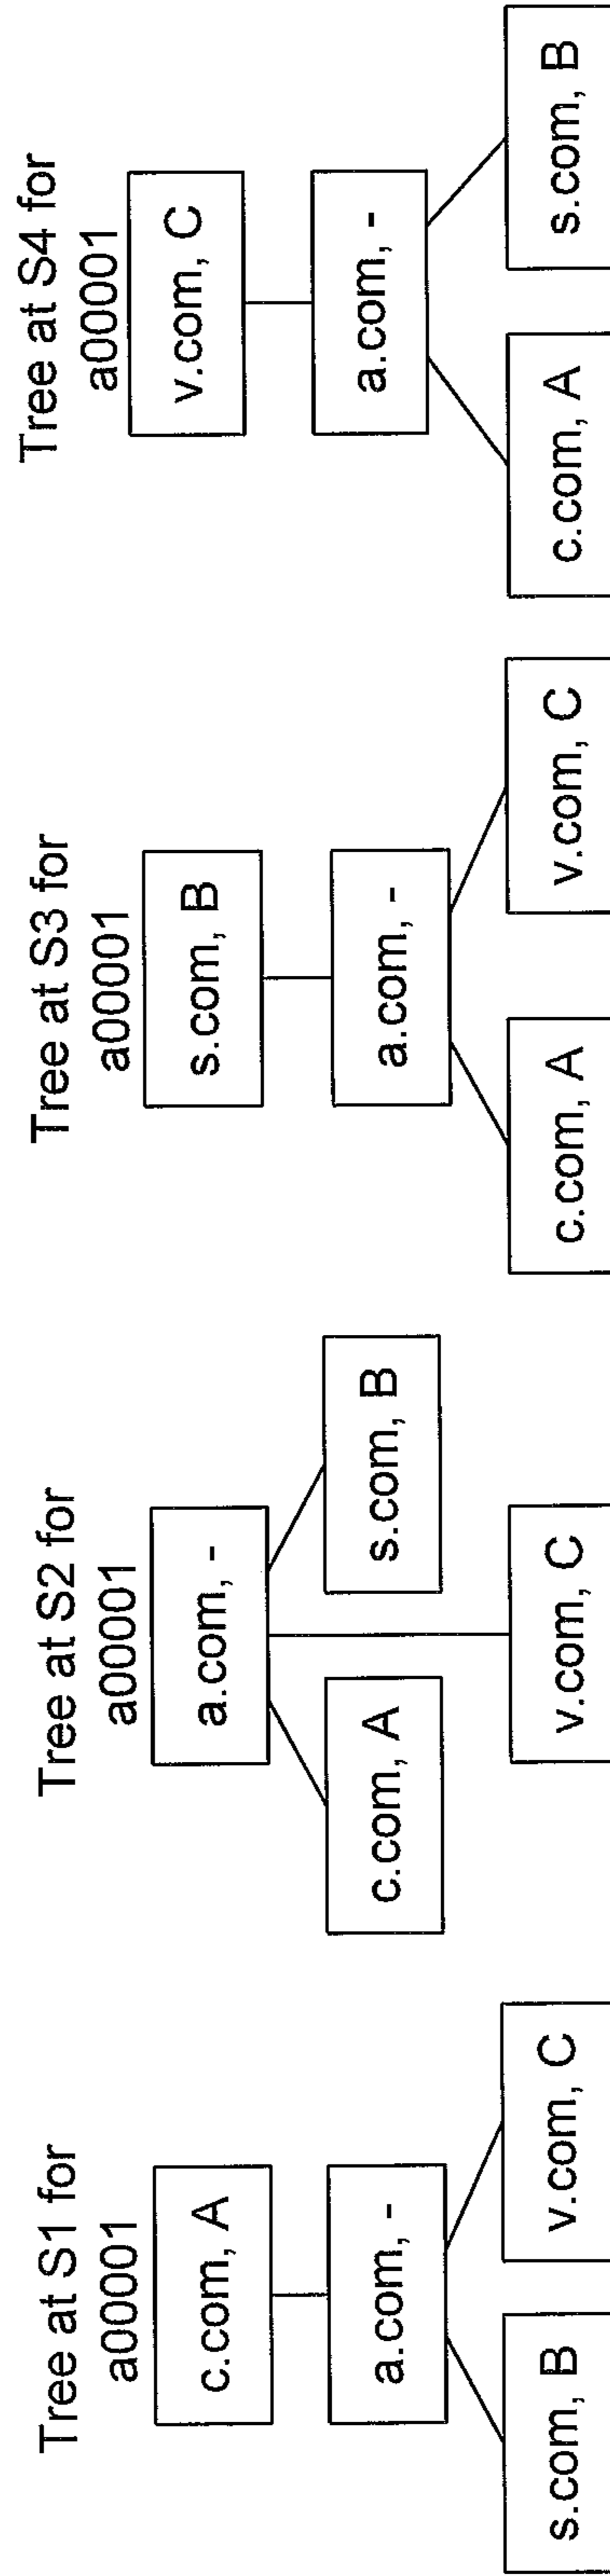 Tree at S1 for
a00001
c.com, A
a.com, -
s.com, B
v.com, C
Tree at S2 for
a00001
a.com, -
c.com, A
s.com, B
v.com, C
Tree at S3 for
a00001
s.com, B
a.com, -
c.com, A
v.com, C
Tree at S4 for
a00001
v.com, C
a.com, -
c.com, A
s.com, B